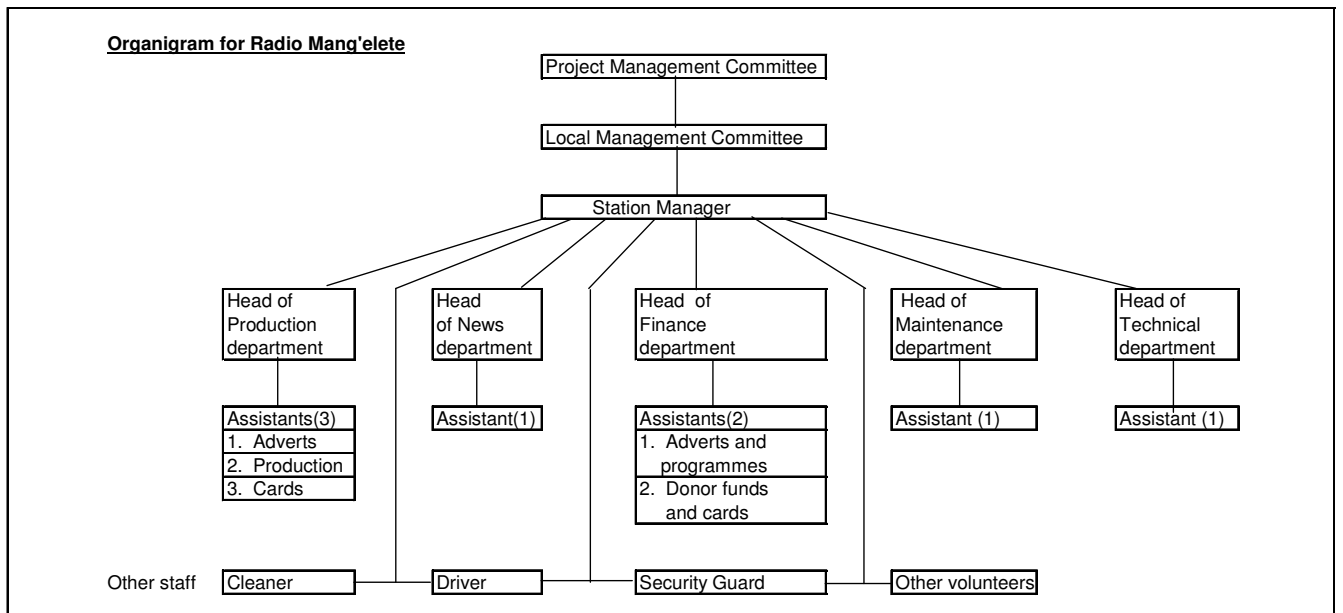 Organigram for Radio Mang'elete
Project Management Committee
Local Management Committee
Station Manager
Head of
Production
department
Head
of News
department
Head of
Finance
department
Head of
Maintenance
department
Head of
Technical
department
Assistants(3)
1. Adverts
2. Production
3. Cards
Assistant(1)
Assistants(2)
1. Adverts and
programmes
2. Donor funds
and cards
Assistant (1)
Assistant (1)
Other staff
Cleaner
Driver
Security Guard
Other volunteers